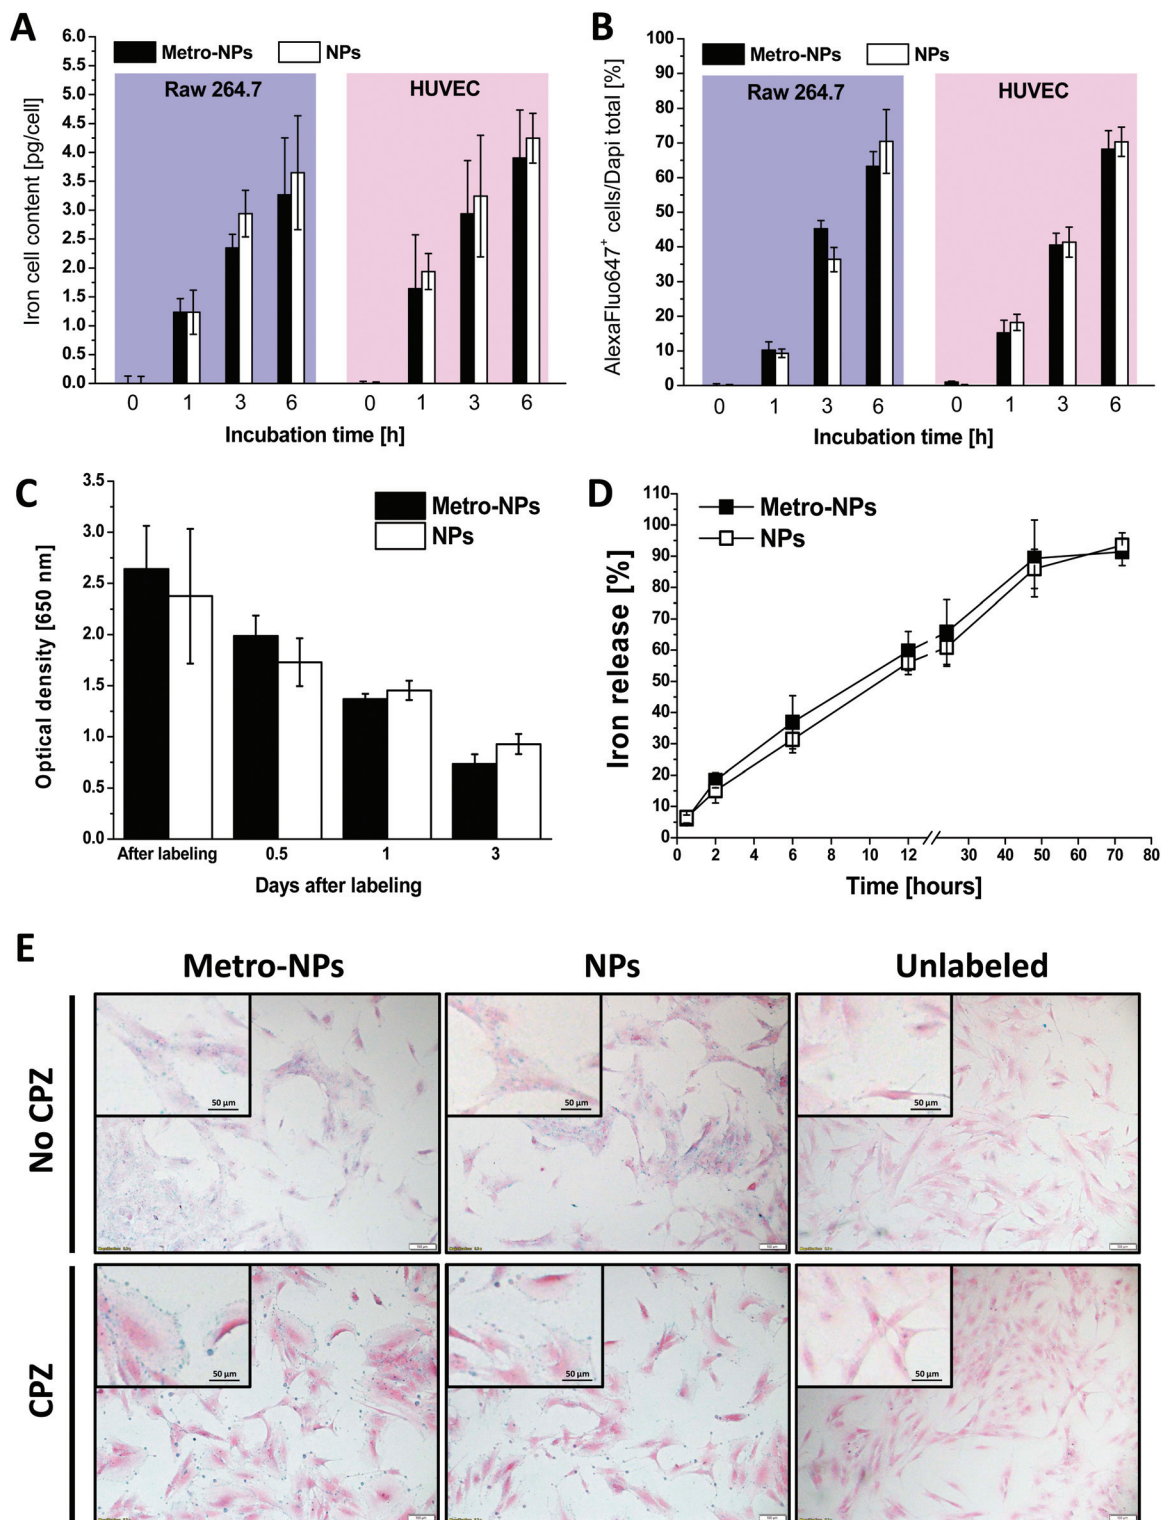 A
Iron cell content [pg/cell]
6.0
5.5
5.0
4.5
4.0
3.5
3.0
2.5
2.0
1.5
1.0
0.5
0.0
Metro-NPs
NPs
Raw 264.7
HUVEC
0 1 3 6 0 1 3 6
Incubation time [h]
B
AlexaFluo647⁺ cells/Dapi total [%]
100
90
80
70
60
50
40
30
20
10
0
Metro-NPs
NPs
Raw 264.7
HUVEC
0 1 3 6 0 1 3 6
Incubation time [h]
C
Optical density [650 nm]
3.5
3.0
2.5
2.0
1.5
1.0
0.5
0.0
Metro-NPs
NPs
After labeling 0.5 1 3
Days after labeling
D
Iron release [%]
110
100
90
80
70
60
50
40
30
20
10
0
Metro-NPs
NPs
0 2 4 6 8 10 12 30 40 50 60 70 80
Time [hours]
E
Metro-NPs
NPs
Unlabeled
No CPZ
50 µm
50 µm
50 µm
CPZ
50 µm
50 µm
50 µm